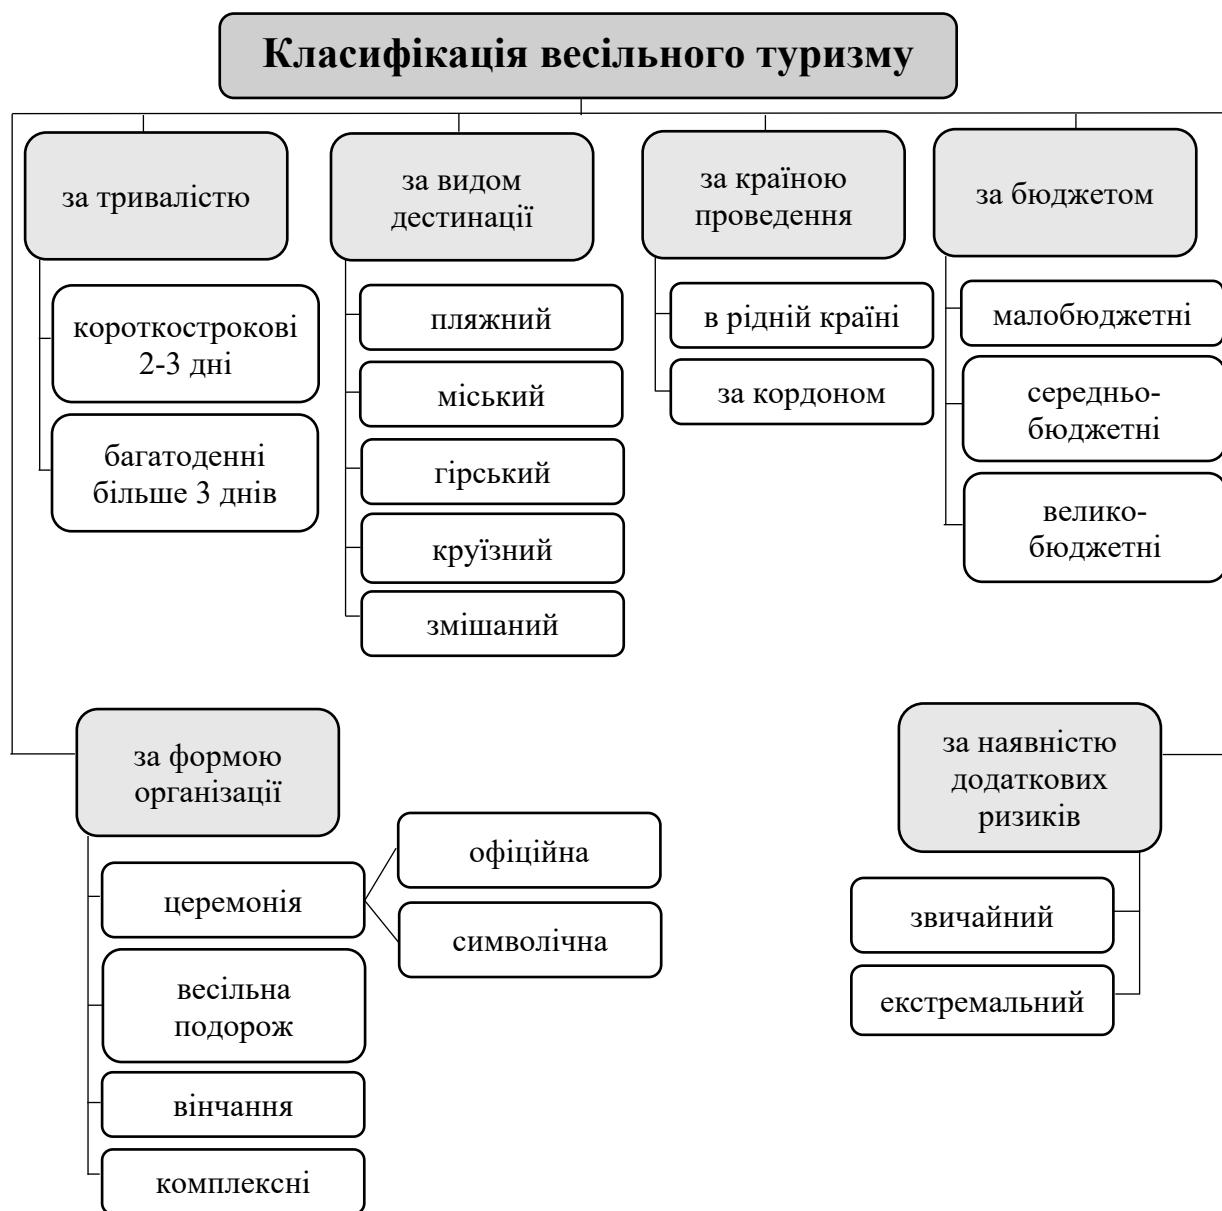 Класифікація весільного туризму
за тривалістю
короткострокові
2-3 дні
багатоденні
більше 3 днів
за видом
дестинації
пляжний
міський
гірський
круїзний
змішаний
за країною
проведення
в рідній країні
за кордоном
за бюджетом
малобюджетні
середньо-
бюджетні
велико-
бюджетні
за формою
організації
церемонія
офіційна
символічна
весільна
подорож
вінчання
комплексні
за наявністю
додаткових
ризиків
звичайний
екстремальний